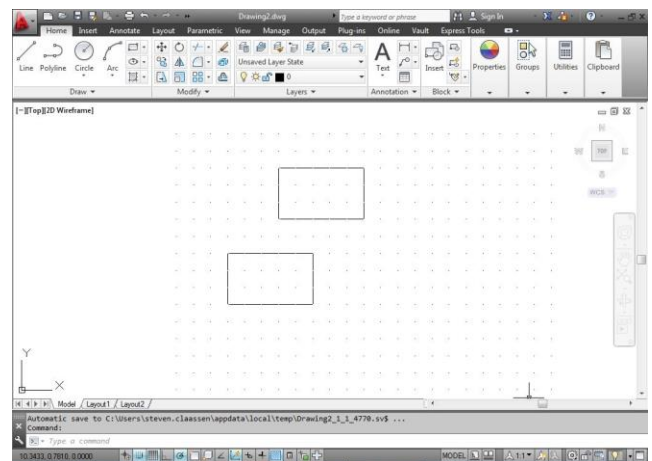 Drawing2.dwg
Type a keyword or phrase
Sign In
Home Insert Annotate Layout Parametric View Manage Output Plug-ins Online Vault Express Tools
Line Polyline Circle Arc
Unsaved Layer State
0
Text
Insert
Properties Groups Utilities Clipboard
Draw Modify Layers Annotation Block
[-][Top][2D Wireframe]
N
W TOP E
S
WCS
Y
X
Model Layout1 Layout2
Automatic save to C:\Users\steven.claassen\appdata\local\temp\Drawing2_1_1_4770.sv$ ...
Command:
Type a command
10.3433, 0.7810, 0.0000 MODEL 1:1